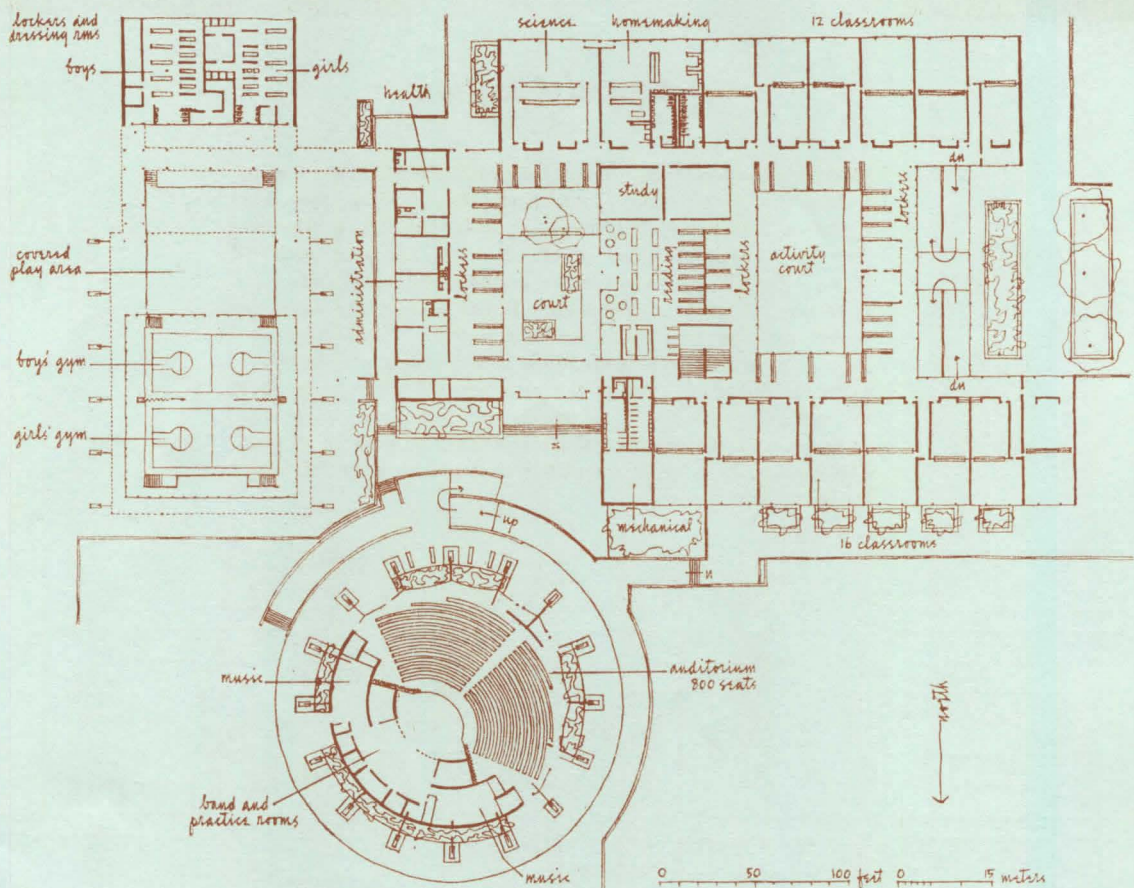 lockers and
dressing rms
boys
girls
science
homemaking
12 classrooms
health
study
dn
lockers
covered
play area
administration
lockers
court
reading
lockers
activity
court
boys' gym
girls' gym
dn
n
up
mechanical
16 classrooms
n
music
auditorium
800 seats
north
band and
practice rooms
music
0 50 100 feet 0 15 meters